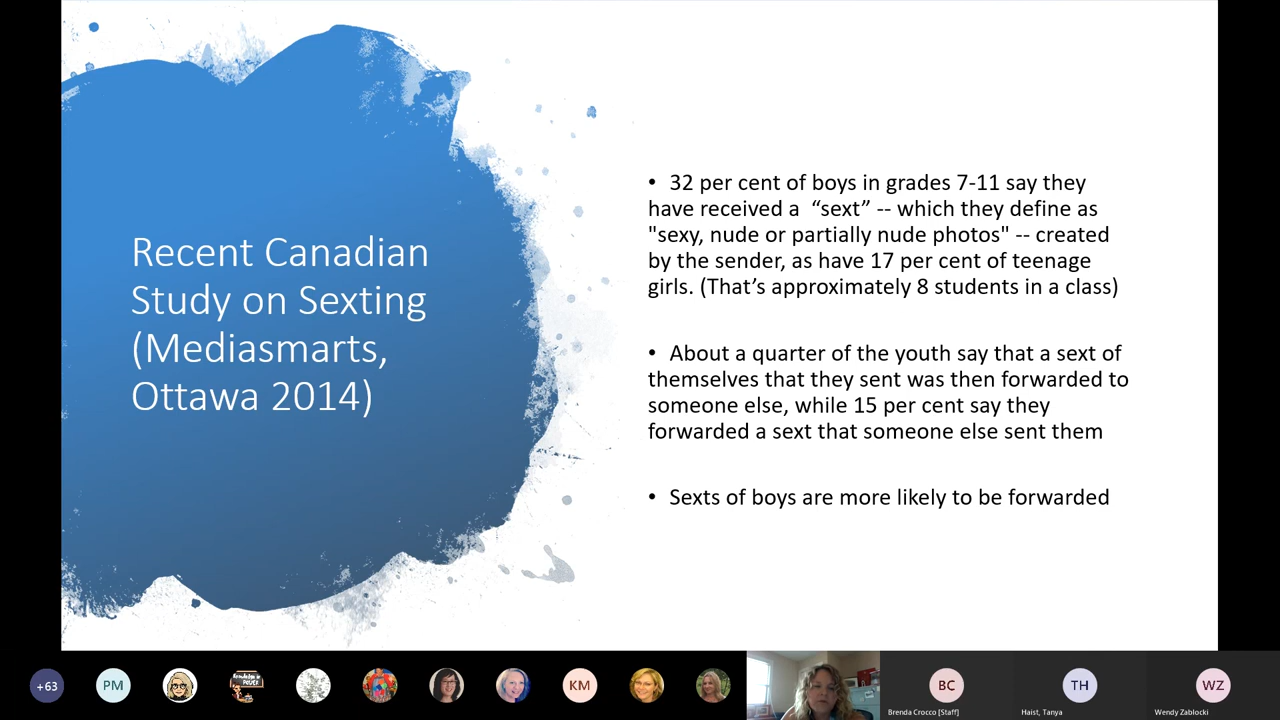 Recent Canadian
Study on Sexting
(Mediasmarts,
Ottawa 2014)
• 32 per cent of boys in grades 7-11 say they
have received a “sext” -- which they define as
"sexy, nude or partially nude photos" -- created
by the sender, as have 17 per cent of teenage
girls. (That’s approximately 8 students in a class)
• About a quarter of the youth say that a sext of
themselves that they sent was then forwarded to
someone else, while 15 per cent say they
forwarded a sext that someone else sent them
• Sexts of boys are more likely to be forwarded
+63
PM
Knowledge is
POWER
KM
BC
Brenda Crocco [Staff]
TH
Haist, Tanya
WZ
Wendy Zablocki